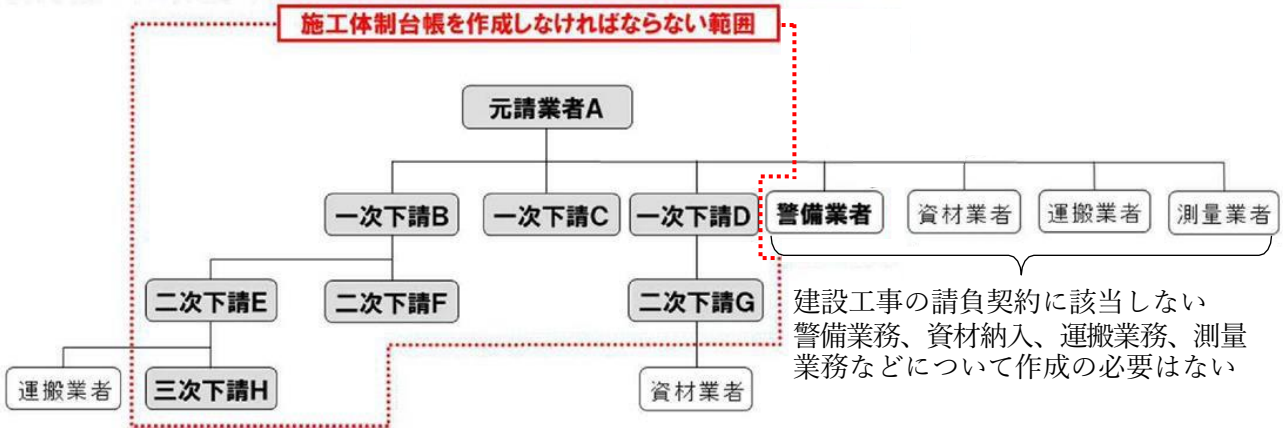 施工体制台帳を作成しなければならない範囲
元請業者A
一次下請B
一次下請C
一次下請D
警備業者
資材業者
運搬業者
測量業者
二次下請E
二次下請F
二次下請G
建設工事の請負契約に該当しない
警備業務、資材納入、運搬業務、測量
業務などについて作成の必要はない
運搬業者
三次下請H
資材業者